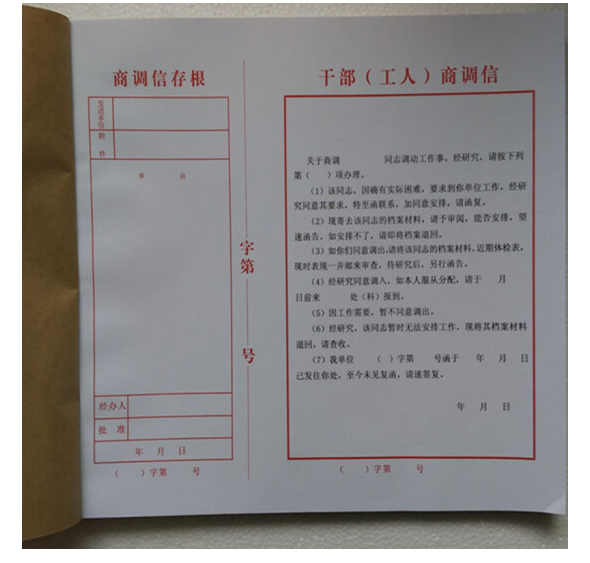 商调信存根
发送单位
附件
事由
经办人
批准
年 月 日
( )字第 号
字第 号
干部（工人）商调信
关于商调 同志调动工作事，经研究，请按下列
第（ ）项办理。
（1）该同志，因确有实际困难，要求到你单位工作，经研
究同意其要求，特至函联系，加同意安排，请函复。
（2）现寄去该同志的档案材料，请予审阅，能否安排，望
速函告，如安排不了，请即将档案退回。
（3）如你们同意调出，请将该同志的档案材料，近期体检表，
现时表现一并邮来审查，待研究后，另行函告。
（4）经研究同意调入，如本人服从分配，请于 月
日前来 处（科）报到。
（5）因工作需要，暂不同意调出。
（6）经研究，该同志暂时无法安排工作，现将其档案材料
退回，请查收。
（7）我单位 （ ）字第 号函于 年 月 日
已发往你处，至今未见复函，请速签复。
年 月 日
（ ）字第 号